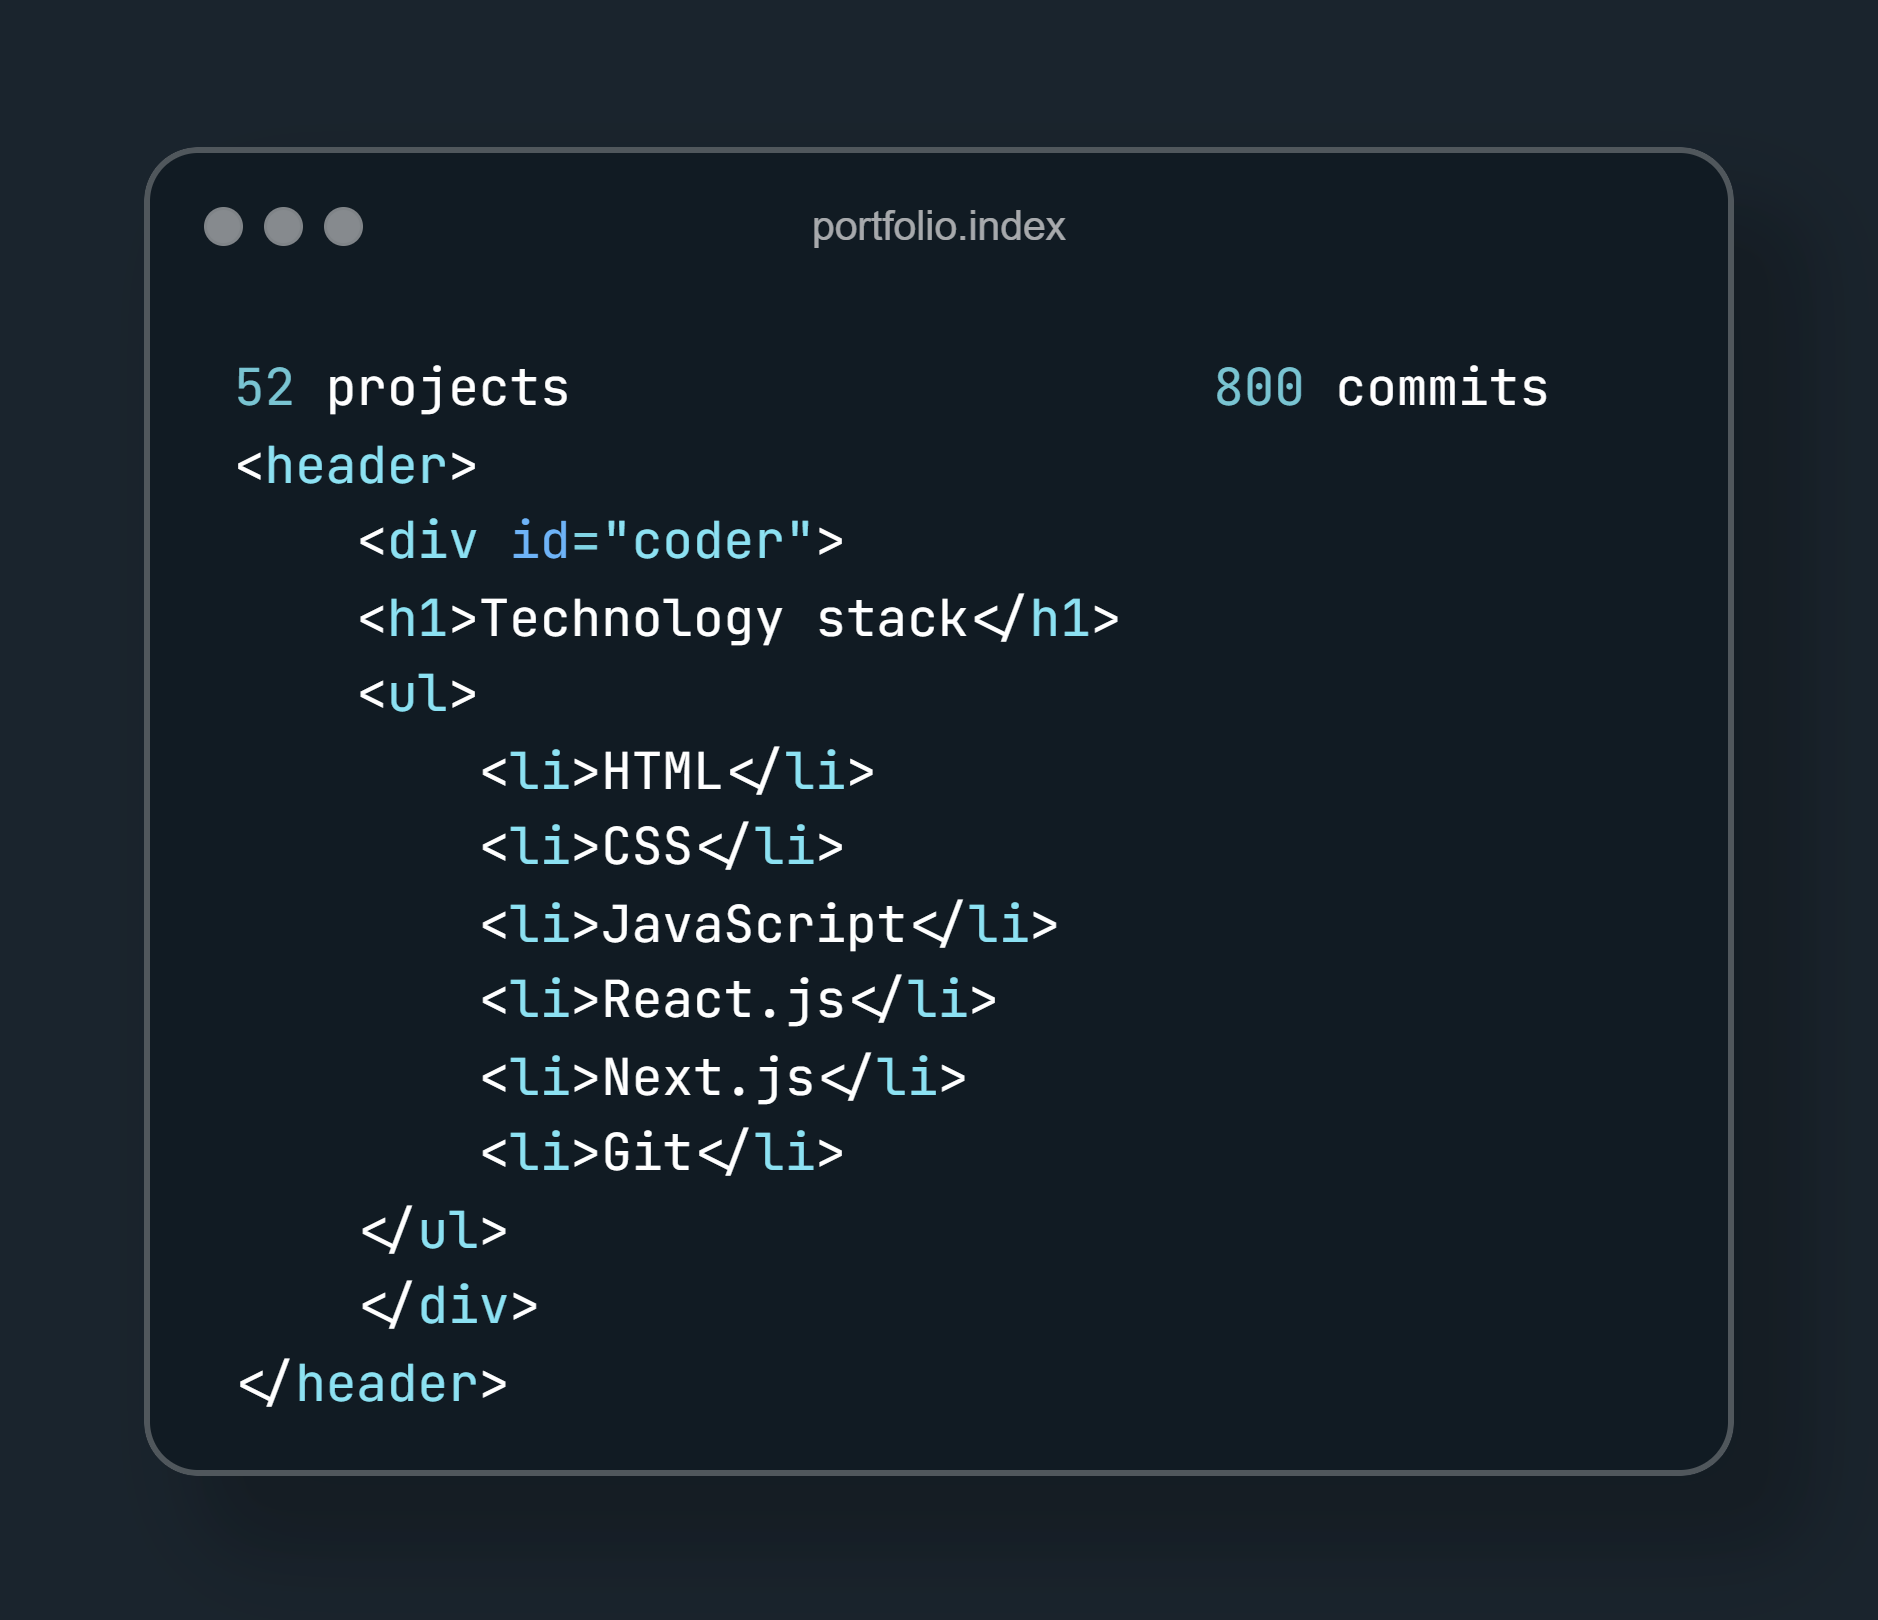 portfolio.index
52 projects                     800 commits
<header>
    <div id="coder">
    <h1>Technology stack</h1>
    <ul>
        <li>HTML</li>
        <li>CSS</li>
        <li>JavaScript</li>
        <li>React.js</li>
        <li>Next.js</li>
        <li>Git</li>
    </ul>
    </div>
</header>